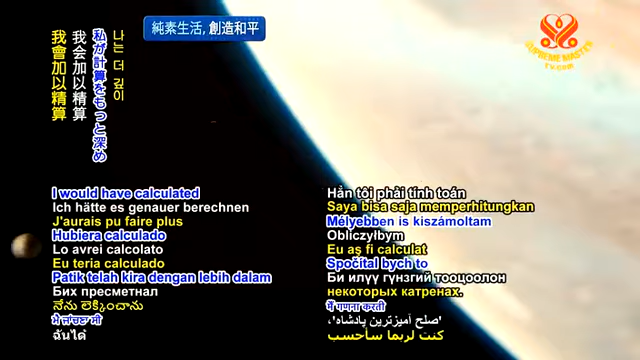 純素生活, 創造和平
SUPREME MASTER
TV.COM
나는 더 깊이
私が計算をもっと深め
我会加以精算
我會加以精算
I would have calculated
Ich hätte es genauer berechnen
J'aurais pu faire plus
Hubiera calculado
Lo avrei calcolato
Eu teria calculado
Patik telah kira dengan lebih dalam
Бих пресметнал
నేను లెక్కించాను
ਮੈਂ ਜਾਂਚਣਾ ਸੀ
ฉันได้
Hẳn tôi phải tính toán
Saya bisa saja memperhitungkan
Mélyebben is kiszámoltam
Obliczyłbym
Eu aş fi calculat
Spočítal bych to
Би илүү гүнзгий тооцоолон
некоторых катренах.
मैं गणना करती
'صلح آمیزترین پادشاه'،
كنت لربما سأحسب